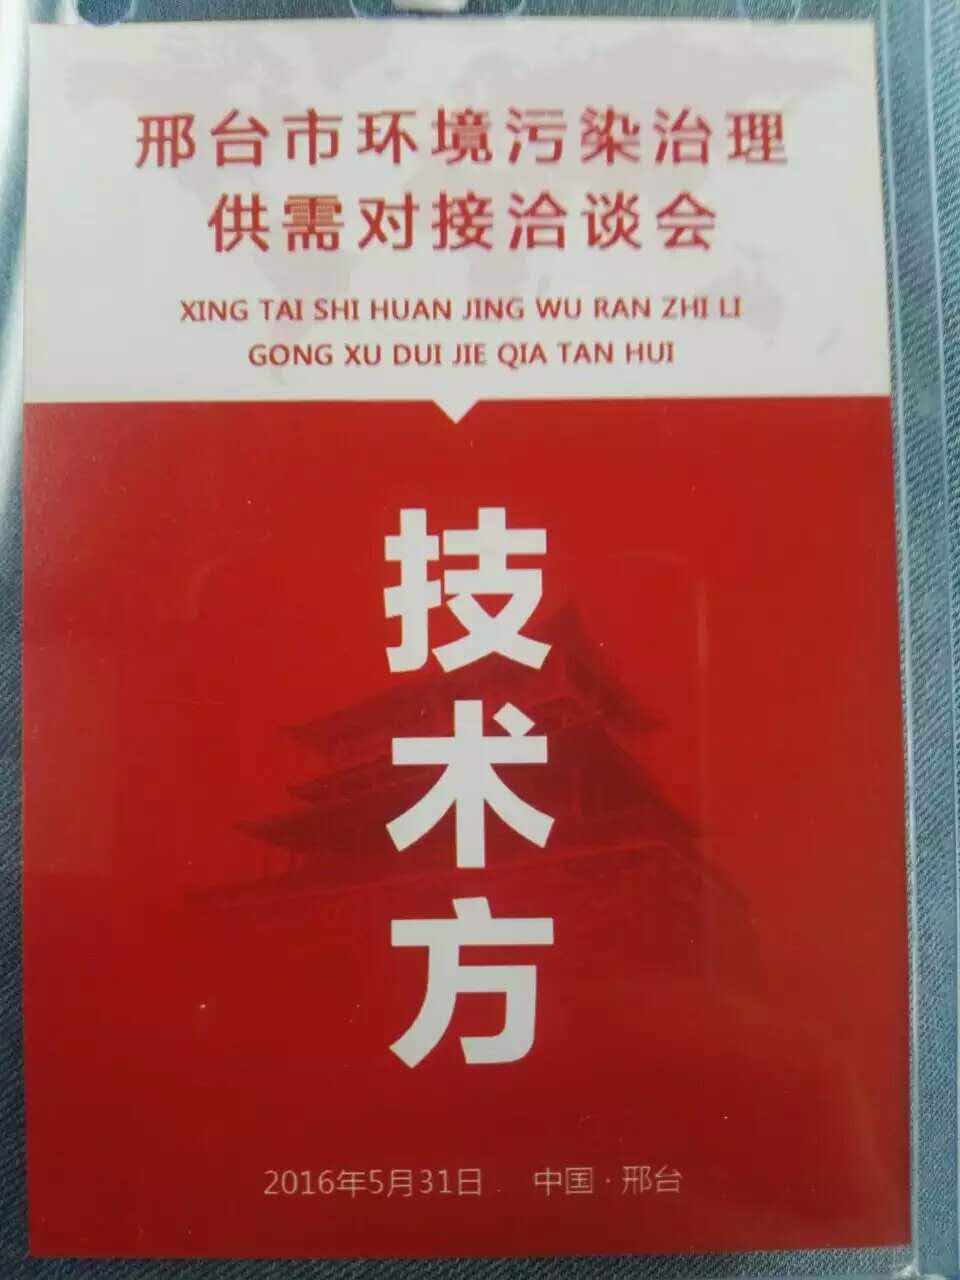 邢台市环境污染治理
供需对接洽谈会
XING TAI SHI HUAN JING WU RAN ZHI LI
GONG XU DUI JIE QIA TAN HUI
技术方
2016年5月31日 中国·邢台